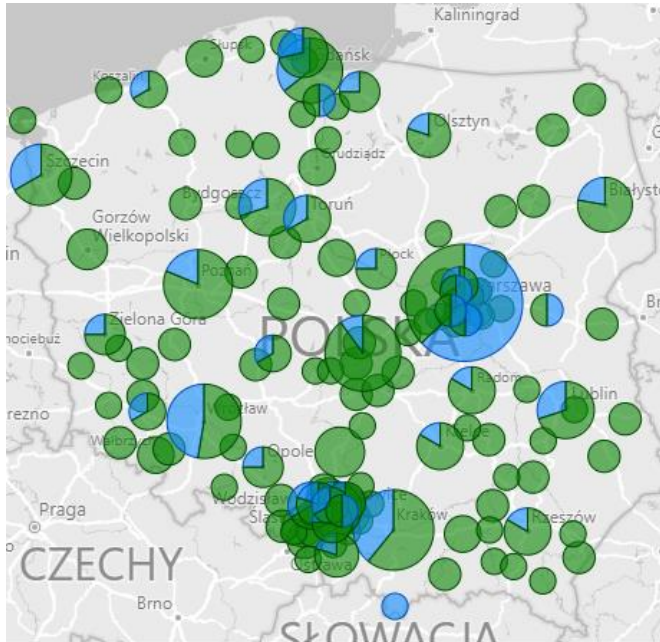 Kaliningrad
Słupsk
Gdańsk
Koszalin
Olsztyn
Grudziądz
Szczecin
Białystok
Bydgoszcz
Toruń
Gorzów
Wielkopolski
Płock
Poznań
Warszawa
Zielona Góra
POLSKA
Radom
Lublin
Wrocław
Wałbrzych
Kielce
Opole
Wodzisław
Śląski
Praga
Kraków
Rzeszów
Ostrawa
CZECHY
Brno
SŁOWACJA